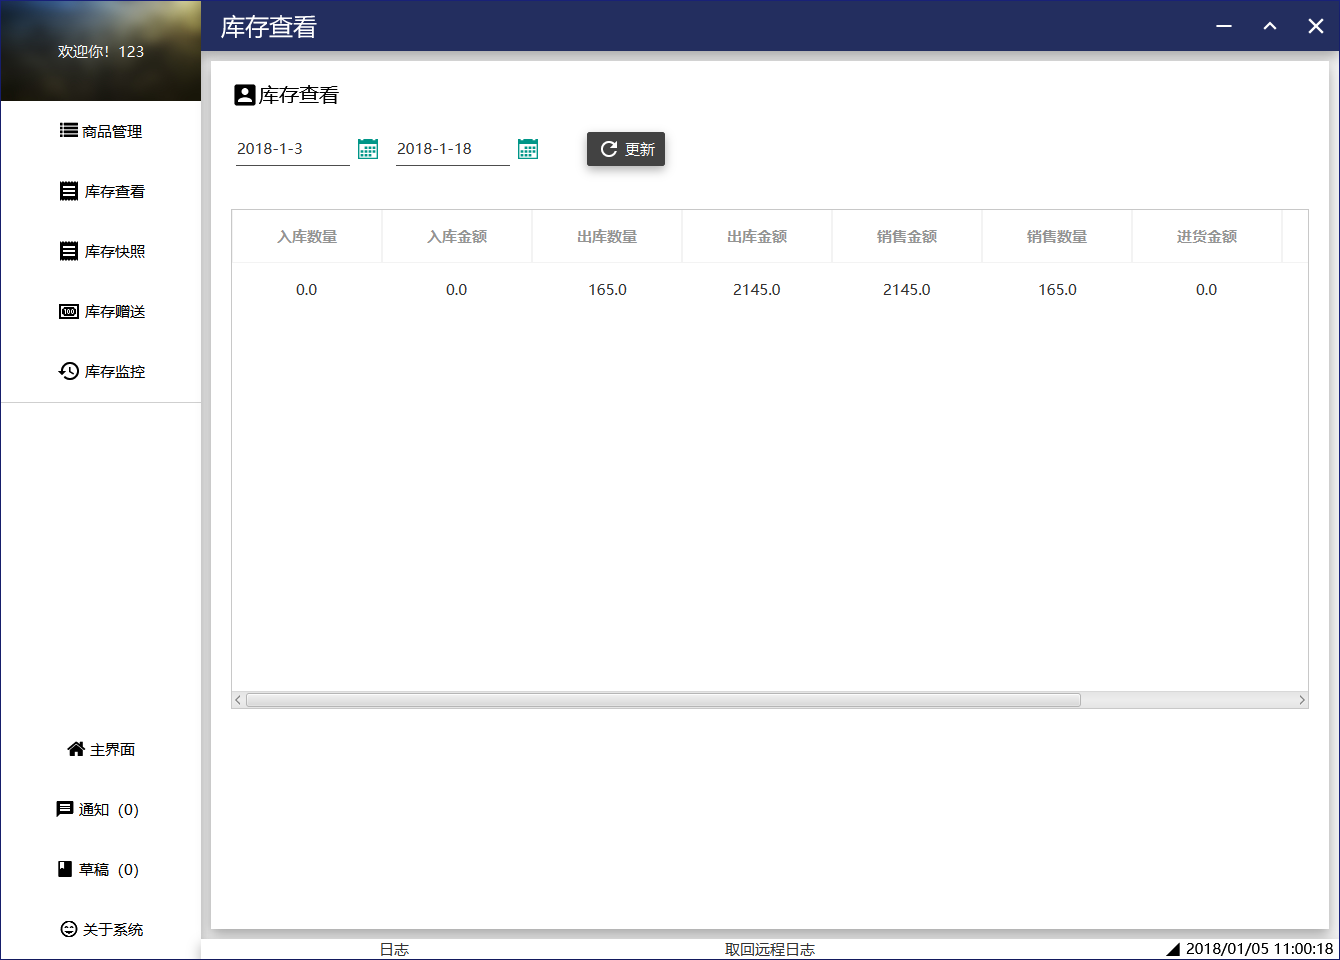 库存查看
欢迎你！123
商品管理
库存查看
库存快照
库存赠送
库存监控
库存查看
2018-1-3 2018-1-18 更新
入库数量 入库金额 出库数量 出库金额 销售金额 销售数量 进货金额
0.0 0.0 165.0 2145.0 2145.0 165.0 0.0
主界面
通知（0）
草稿（0）
关于系统
日志 取回远程日志 2018/01/05 11:00:18